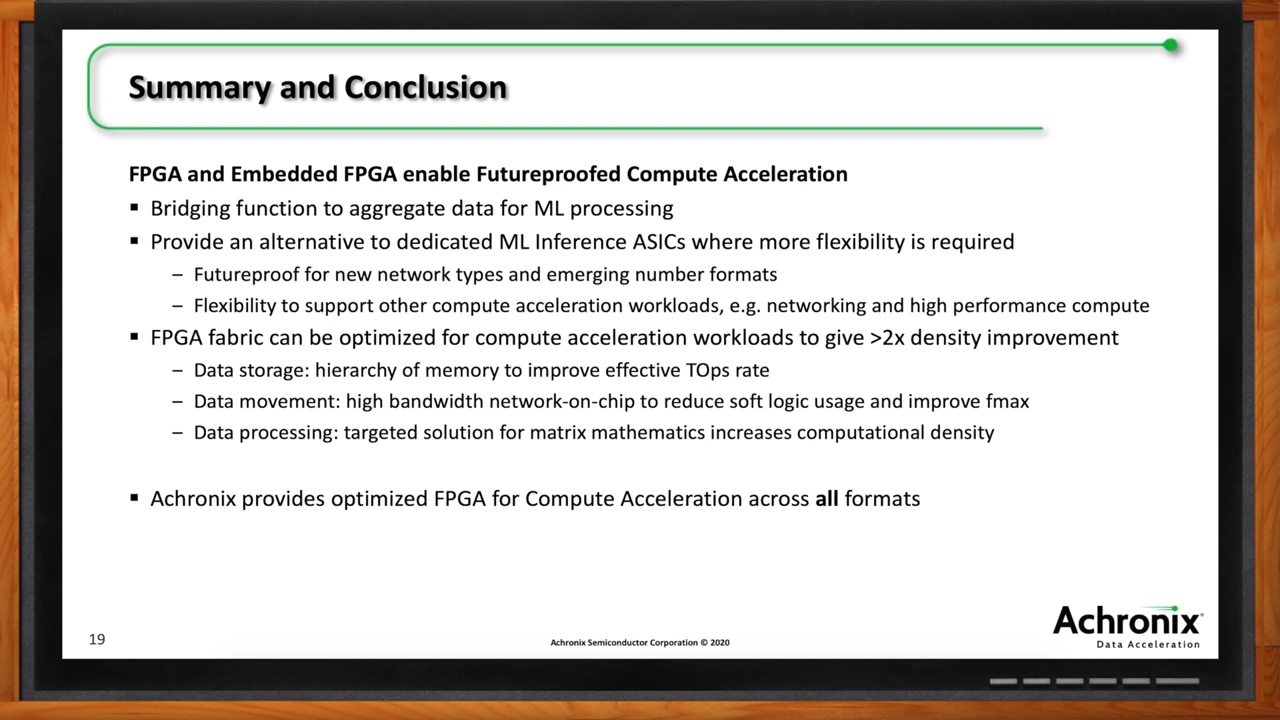 Summary and Conclusion
FPGA and Embedded FPGA enable Futureproofed Compute Acceleration
▪ Bridging function to aggregate data for ML processing
▪ Provide an alternative to dedicated ML Inference ASICs where more flexibility is required
– Futureproof for new network types and emerging number formats
– Flexibility to support other compute acceleration workloads, e.g. networking and high performance compute
▪ FPGA fabric can be optimized for compute acceleration workloads to give >2x density improvement
– Data storage: hierarchy of memory to improve effective TOps rate
– Data movement: high bandwidth network-on-chip to reduce soft logic usage and improve fmax
– Data processing: targeted solution for matrix mathematics increases computational density
▪ Achronix provides optimized FPGA for Compute Acceleration across all formats
19
Achronix Semiconductor Corporation © 2020
Achronix®
Data Acceleration